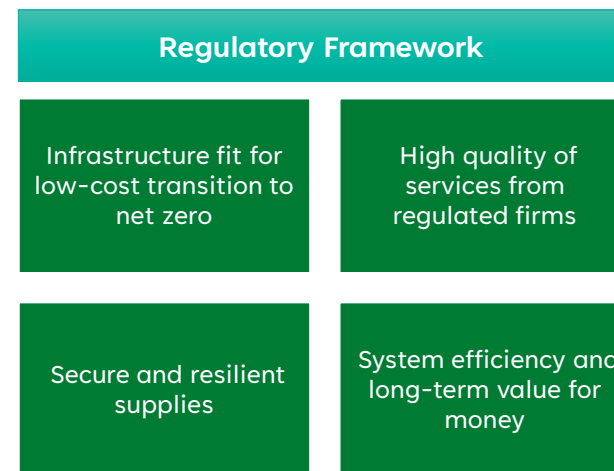 Regulatory Framework
Infrastructure fit for
low-cost transition to
net zero
High quality of
services from
regulated firms
Secure and resilient
supplies
System efficiency and
long-term value for
money